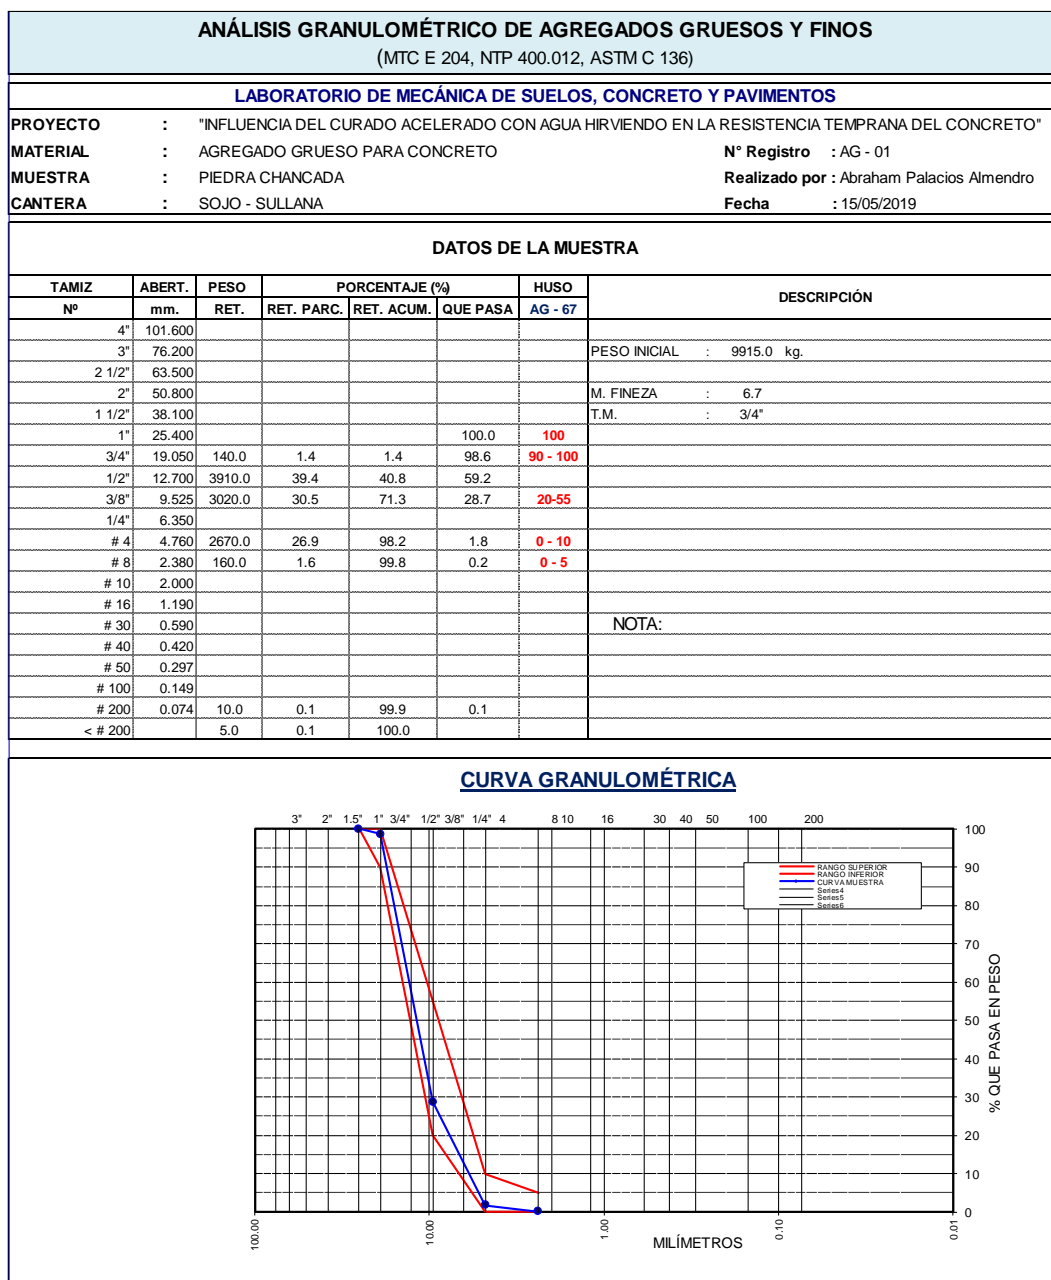 ANÁLISIS GRANULOMÉTRICO DE AGREGADOS GRUESOS Y FINOS
(MTC E 204, NTP 400.012, ASTM C 136)
LABORATORIO DE MECÁNICA DE SUELOS, CONCRETO Y PAVIMENTOS
PROYECTO : "INFLUENCIA DEL CURADO ACELERADO CON AGUA HIRVIENDO EN LA RESISTENCIA TEMPRANA DEL CONCRETO"
MATERIAL : AGREGADO GRUESO PARA CONCRETO N° Registro : AG - 01
MUESTRA : PIEDRA CHANCADA Realizado por : Abraham Palacios Almendro
CANTERA : SOJO - SULLANA Fecha : 15/05/2019
DATOS DE LA MUESTRA
TAMIZ ABERT. PESO PORCENTAJE (%) HUSO DESCRIPCIÓN
Nº mm. RET. RET. PARC. RET. ACUM. QUE PASA AG - 67
4" 101.600
3" 76.200 PESO INICIAL : 9915.0 kg.
2 1/2" 63.500
2" 50.800 M. FINEZA : 6.7
1 1/2" 38.100 T.M. : 3/4"
1" 25.400 100.0 100
3/4" 19.050 140.0 1.4 1.4 98.6 90 - 100
1/2" 12.700 3910.0 39.4 40.8 59.2
3/8" 9.525 3020.0 30.5 71.3 28.7 20-55
1/4" 6.350
# 4 4.760 2670.0 26.9 98.2 1.8 0 - 10
# 8 2.380 160.0 1.6 99.8 0.2 0 - 5
# 10 2.000
# 16 1.190
# 30 0.590 NOTA:
# 40 0.420
# 50 0.297
# 100 0.149
# 200 0.074 10.0 0.1 99.9 0.1
< # 200 5.0 0.1 100.0
CURVA GRANULOMÉTRICA
3" 2" 1.5" 1" 3/4" 1/2" 3/8" 1/4" 4 8 10 16 30 40 50 100 200
RANGO SUPERIOR
RANGO INFERIOR
CURVA MUESTRA
Series4
Series5
Series6
100
90
80
70
60
50
40
30
20
10
0
% QUE PASA EN PESO
100.00 10.00 1.00 0.10 0.01
MILÍMETROS